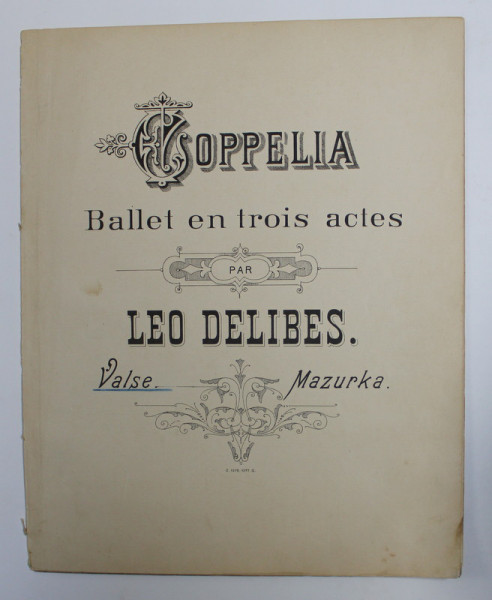 COPPELIA
Ballet en trois actes
PAR
LEO DELIBES.
Valse. Mazurka.